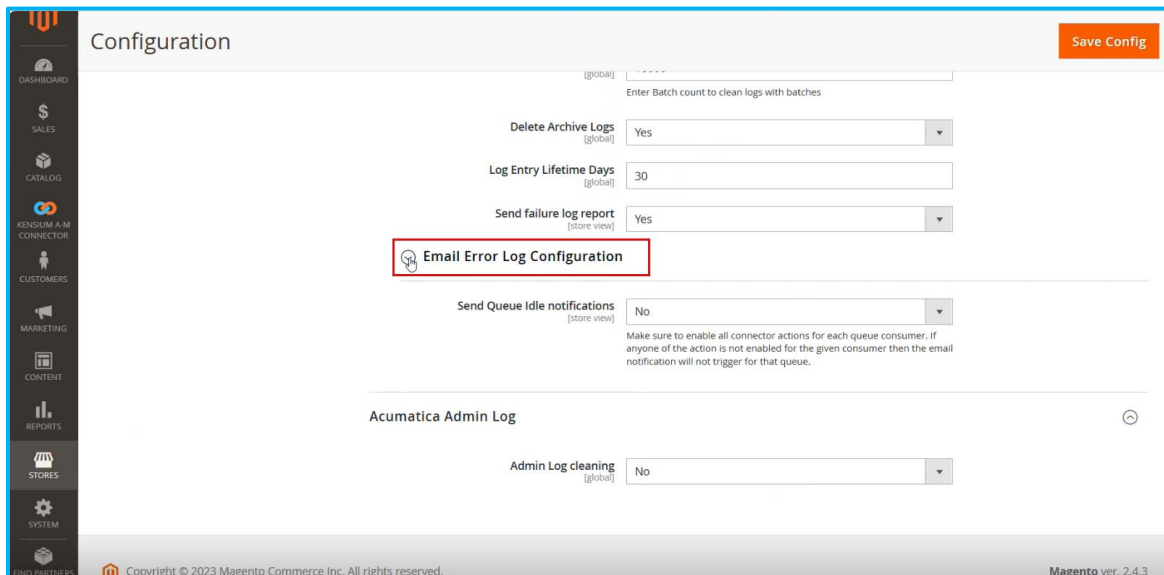 Configuration
Save Config
DASHBOARD
SALES
CATALOG
KENSIUM A-M
CONNECTOR
CUSTOMERS
MARKETING
CONTENT
REPORTS
STORES
SYSTEM
FIND PARTNERS
[global]
Enter Batch count to clean logs with batches
Delete Archive Logs
[global]
Yes
Log Entry Lifetime Days
[global]
30
Send failure log report
[store view]
Yes
Email Error Log Configuration
Send Queue Idle notifications
[store view]
No
Make sure to enable all connector actions for each queue consumer. If
anyone of the action is not enabled for the given consumer then the email
notification will not trigger for that queue.
Acumatica Admin Log
Admin Log cleaning
[global]
No
Copyright © 2023 Magento Commerce Inc. All rights reserved.
Magento ver. 2.4.3